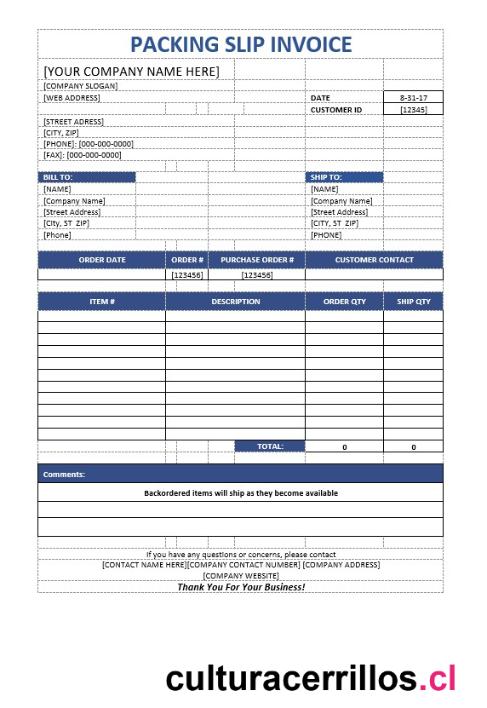 PACKING SLIP INVOICE
[YOUR COMPANY NAME HERE]
[COMPANY SLOGAN]
[WEB ADDRESS]
DATE 8-31-17
CUSTOMER ID [12345]
[STREET ADRESS]
[CITY, ZIP]
[PHONE]: [000-000-0000]
[FAX]: [000-000-0000]
BILL TO: SHIP TO:
[NAME] [NAME]
[Company Name] [Company Name]
[Street Address] [Street Address]
[City, ST ZIP] [CITY, ST ZIP]
[Phone] [PHONE]
ORDER DATE ORDER # PURCHASE ORDER # CUSTOMER CONTACT
[123456] [123456]
ITEM # DESCRIPTION ORDER QTY SHIP QTY
TOTAL: 0 0
Comments:
Backordered items will ship as they become available
If you have any questions or concerns, please contact
[CONTACT NAME HERE][COMPANY CONTACT NUMBER] [COMPANY ADDRESS]
[COMPANY WEBSITE]
Thank You For Your Business!
culturacerrillos.cl